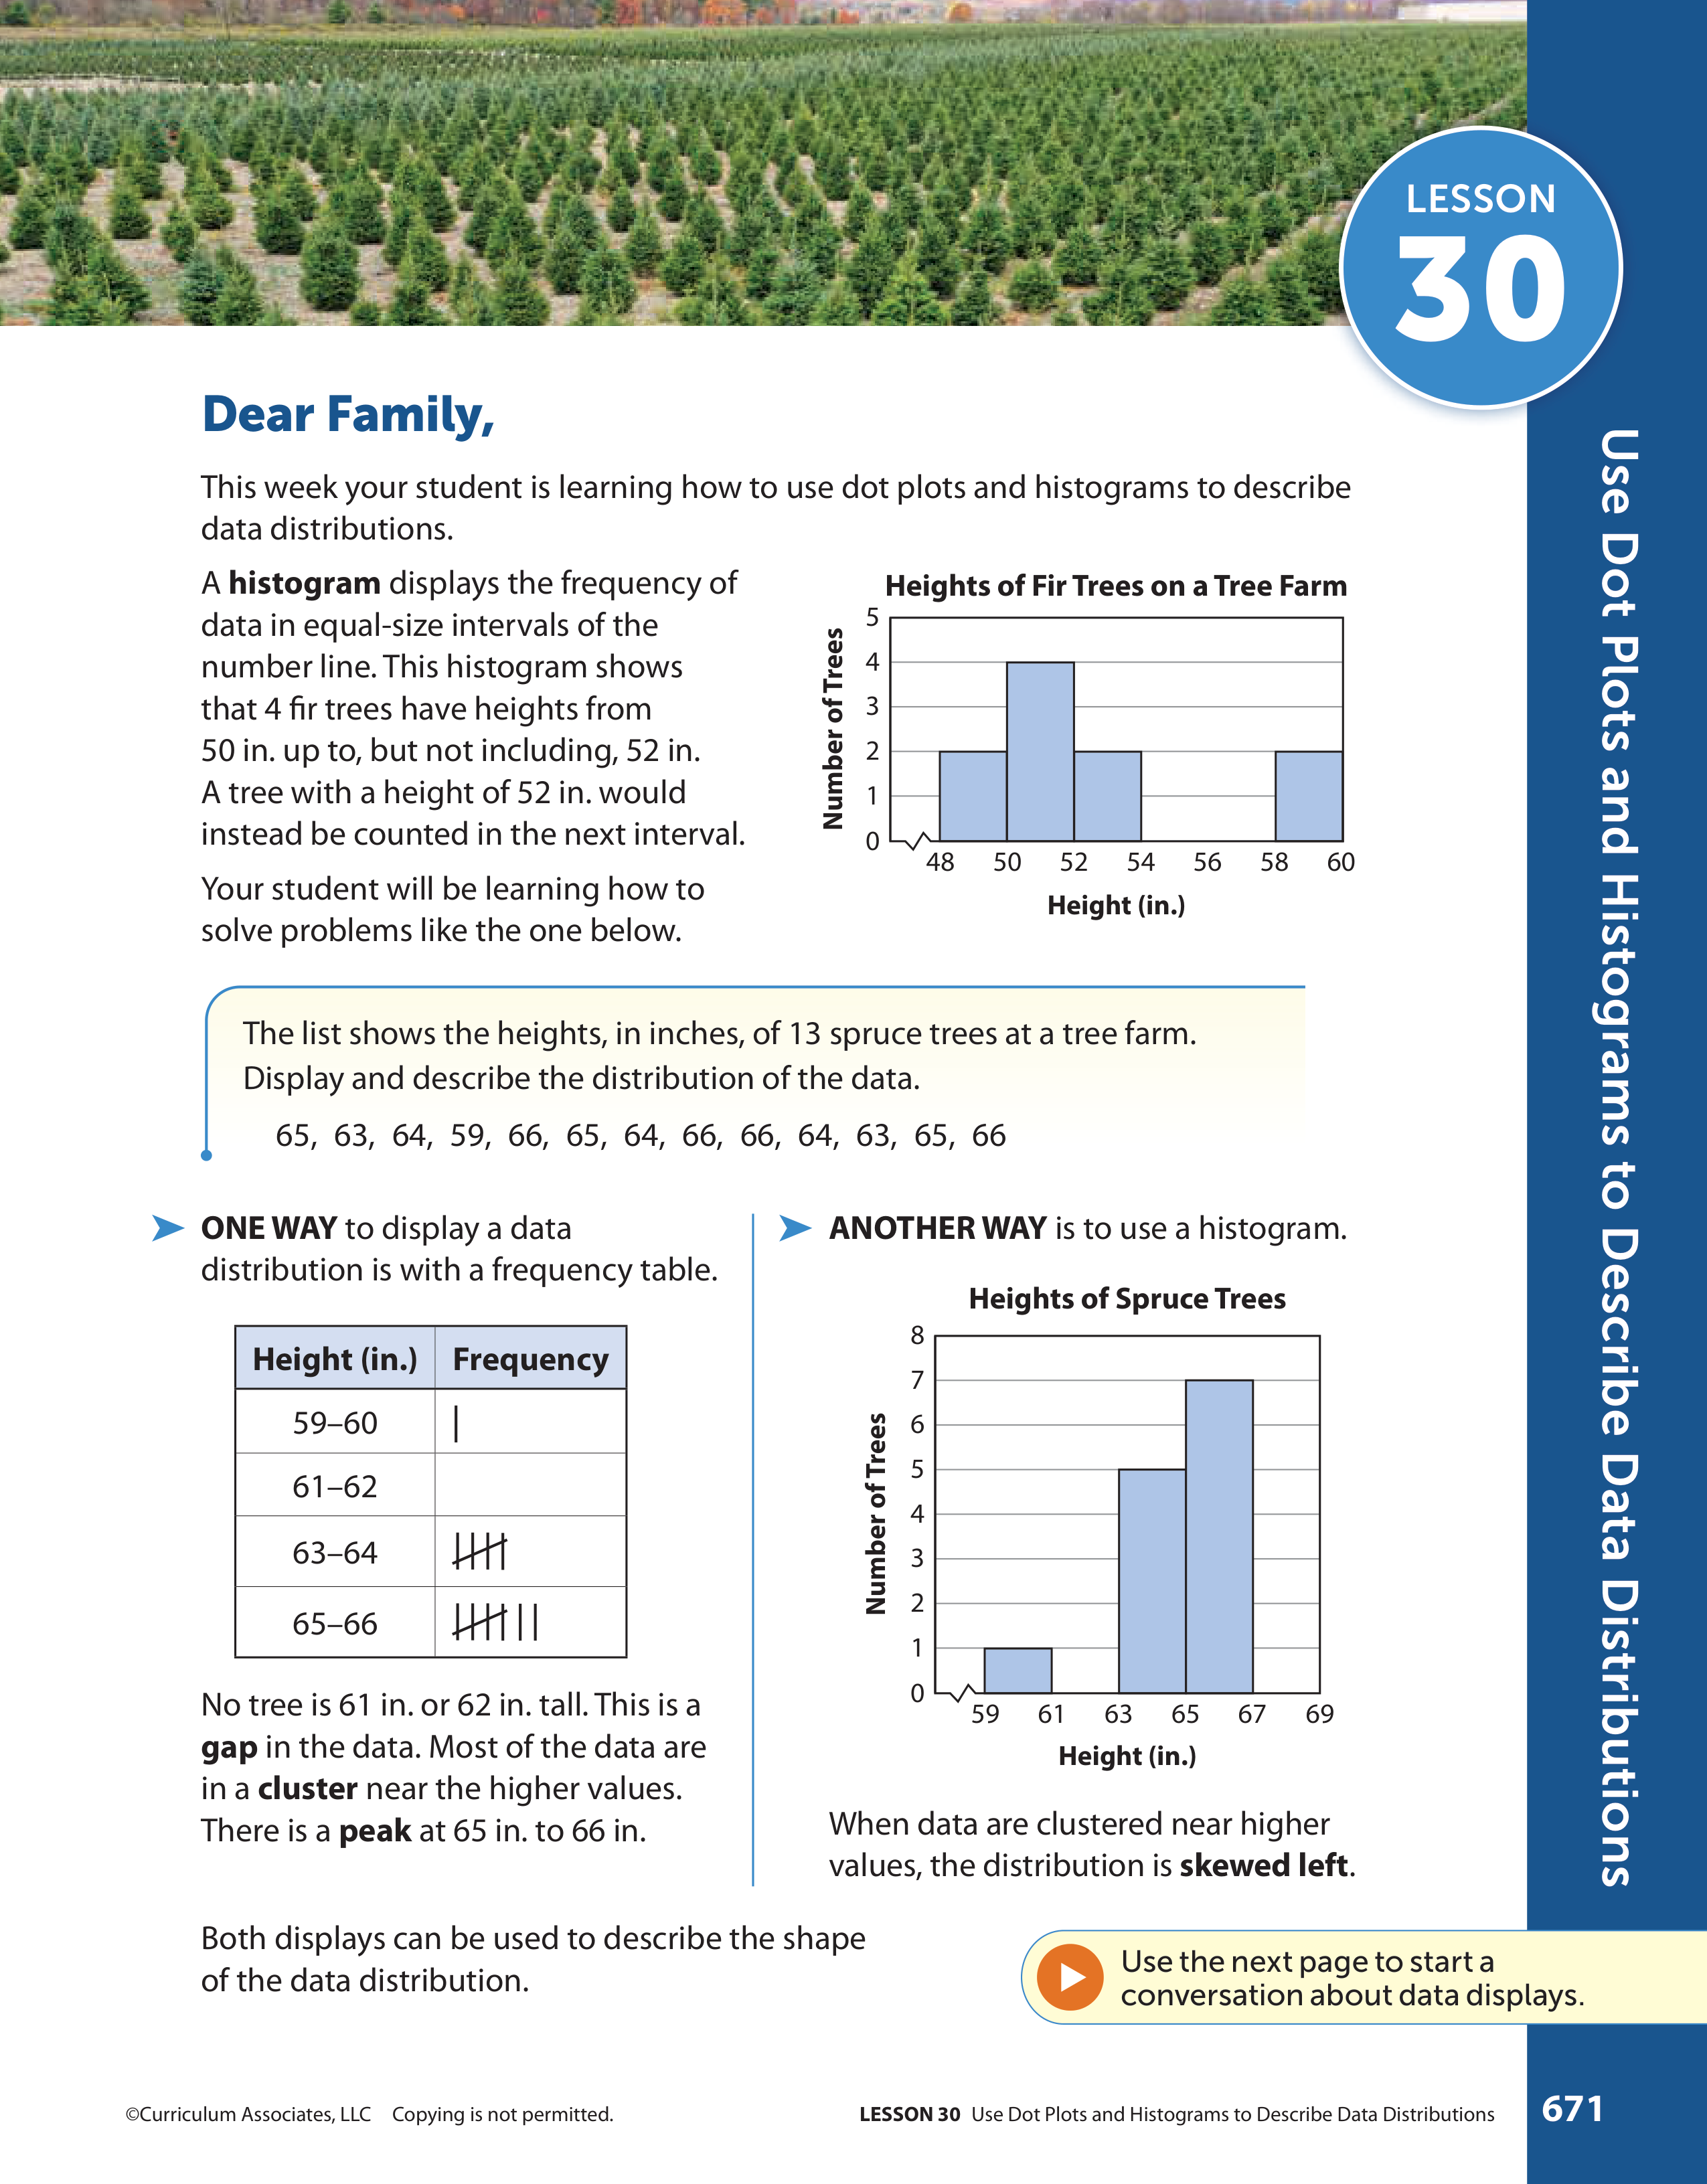 LESSON
30
Use Dot Plots and Histograms to Describe Data Distributions
Dear Family,
This week your student is learning how to use dot plots and histograms to describe
data distributions.
A histogram displays the frequency of
data in equal-size intervals of the
number line. This histogram shows
that 4 fir trees have heights from
50 in. up to, but not including, 52 in.
A tree with a height of 52 in. would
instead be counted in the next interval.
Your student will be learning how to
solve problems like the one below.
Heights of Fir Trees on a Tree Farm
Number of Trees
5
4
3
2
1
0
48 50 52 54 56 58 60
Height (in.)
The list shows the heights, in inches, of 13 spruce trees at a tree farm.
Display and describe the distribution of the data.
65, 63, 64, 59, 66, 65, 64, 66, 66, 64, 63, 65, 66
ONE WAY to display a data
distribution is with a frequency table.
Height (in.) Frequency
59–60
61–62
63–64
65–66
No tree is 61 in. or 62 in. tall. This is a
gap in the data. Most of the data are
in a cluster near the higher values.
There is a peak at 65 in. to 66 in.
ANOTHER WAY is to use a histogram.
Heights of Spruce Trees
Number of Trees
8
7
6
5
4
3
2
1
0
59 61 63 65 67 69
Height (in.)
When data are clustered near higher
values, the distribution is skewed left.
Both displays can be used to describe the shape
of the data distribution.
Use the next page to start a
conversation about data displays.
©Curriculum Associates, LLC Copying is not permitted.
LESSON 30 Use Dot Plots and Histograms to Describe Data Distributions
671